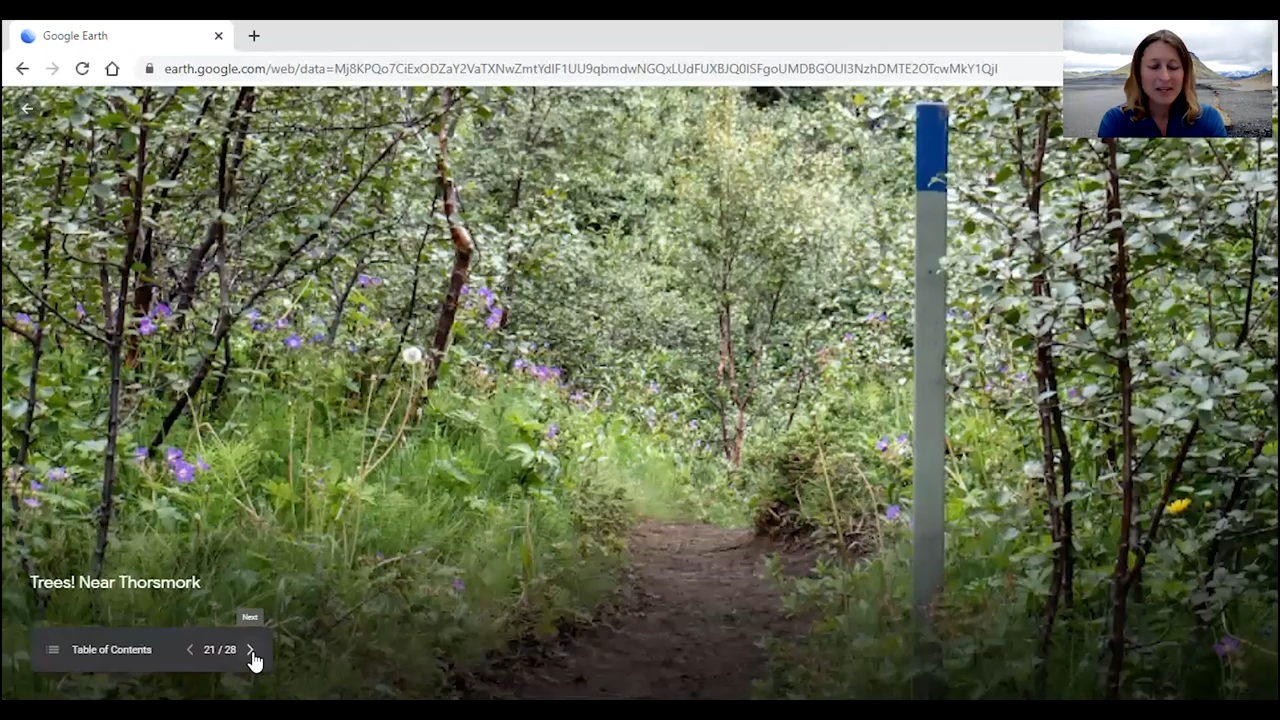 Google Earth
earth.google.com/web/data=Mj8KPQo7CiExODZaY2VaTXNwZmtYdlF1UU9qbmdwNGQxLUdFUXBJQ0lSFgoUMDBGOUI3NzhDMTE2OTcwMkY1QjI
Trees! Near Thorsmork
Next
Table of Contents
21 / 28